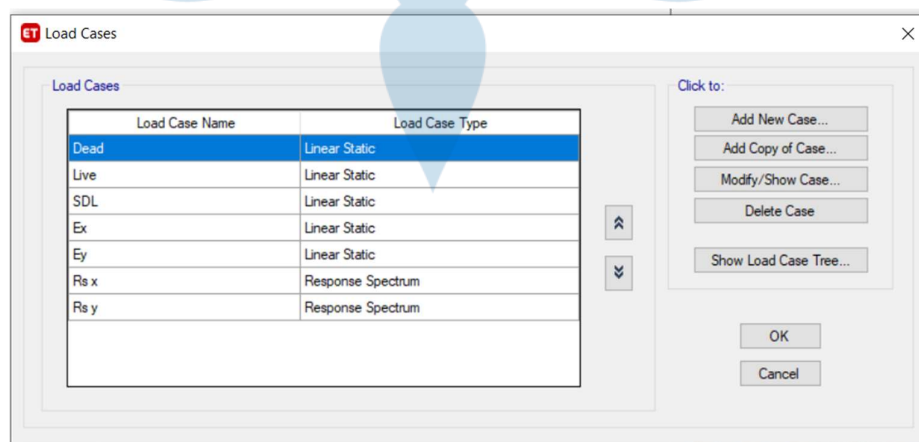 ET Load Cases
Load Cases
Load Case Name Load Case Type
Dead Linear Static
Live Linear Static
SDL Linear Static
Ex Linear Static
Ey Linear Static
Rs x Response Spectrum
Rs y Response Spectrum
Click to:
Add New Case...
Add Copy of Case...
Modify/Show Case...
Delete Case
Show Load Case Tree...
OK
Cancel